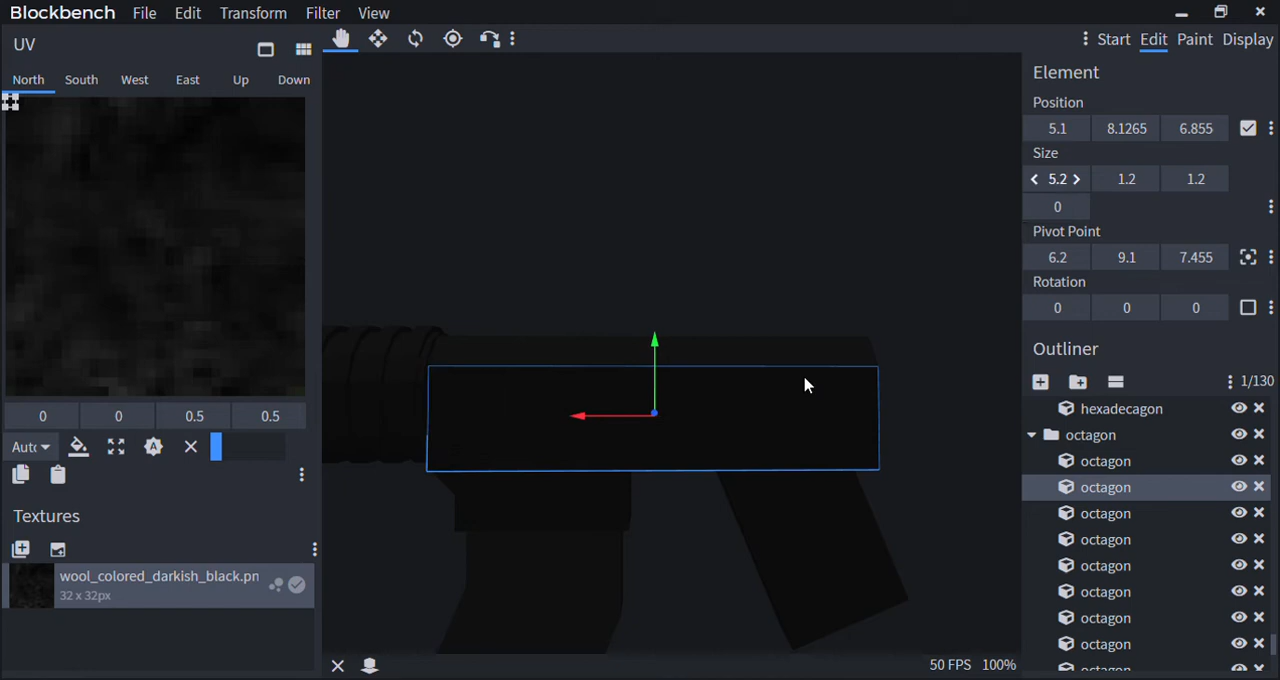 Blockbench File Edit Transform Filter View
UV
Start Edit Paint Display
North South West East Up Down
Element
Position
5.1 8.1265 6.855
Size
5.2 1.2 1.2
0
Pivot Point
6.2 9.1 7.455
Rotation
0 0 0
Outliner
1/130
hexadecagon
octagon
octagon
octagon
octagon
octagon
octagon
octagon
octagon
octagon
0 0 0.5 0.5
Auto
Textures
wool_colored_darkish_black.pn
32 x 32px
50 FPS 100%